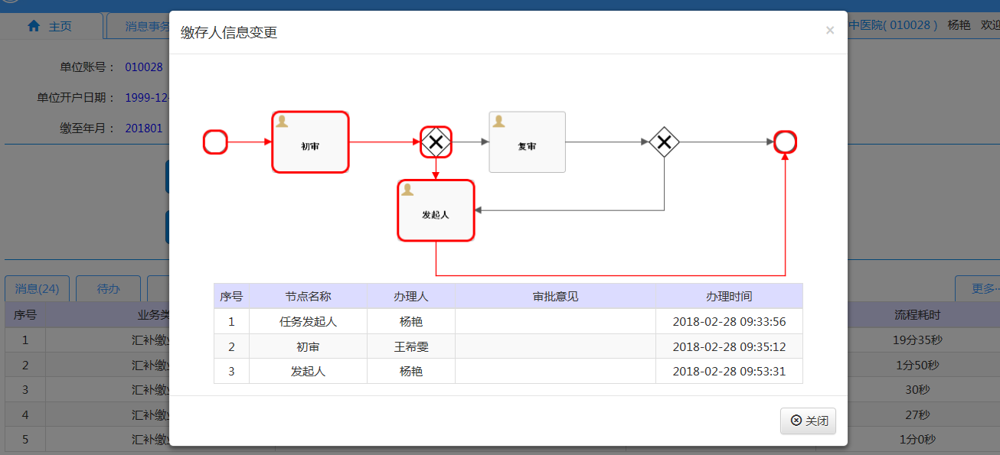 主页 消息事务
中医院( 010028 ) 杨艳 欢迎
缴存人信息变更 ×
单位账号： 010028
单位开户日期： 1999-12-
缴至年月： 201801
初审
复审
发起人
序号 节点名称 办理人 审批意见 办理时间
1 任务发起人 杨艳 2018-02-28 09:33:56
2 初审 王希雯 2018-02-28 09:35:12
3 发起人 杨艳 2018-02-28 09:53:31
关闭
消息(24) 待办 更多
序号 业务类 流程耗时
1 汇补缴 19分35秒
2 汇补缴 1分50秒
3 汇补缴 30秒
4 汇补缴 27秒
5 汇补缴 1分0秒